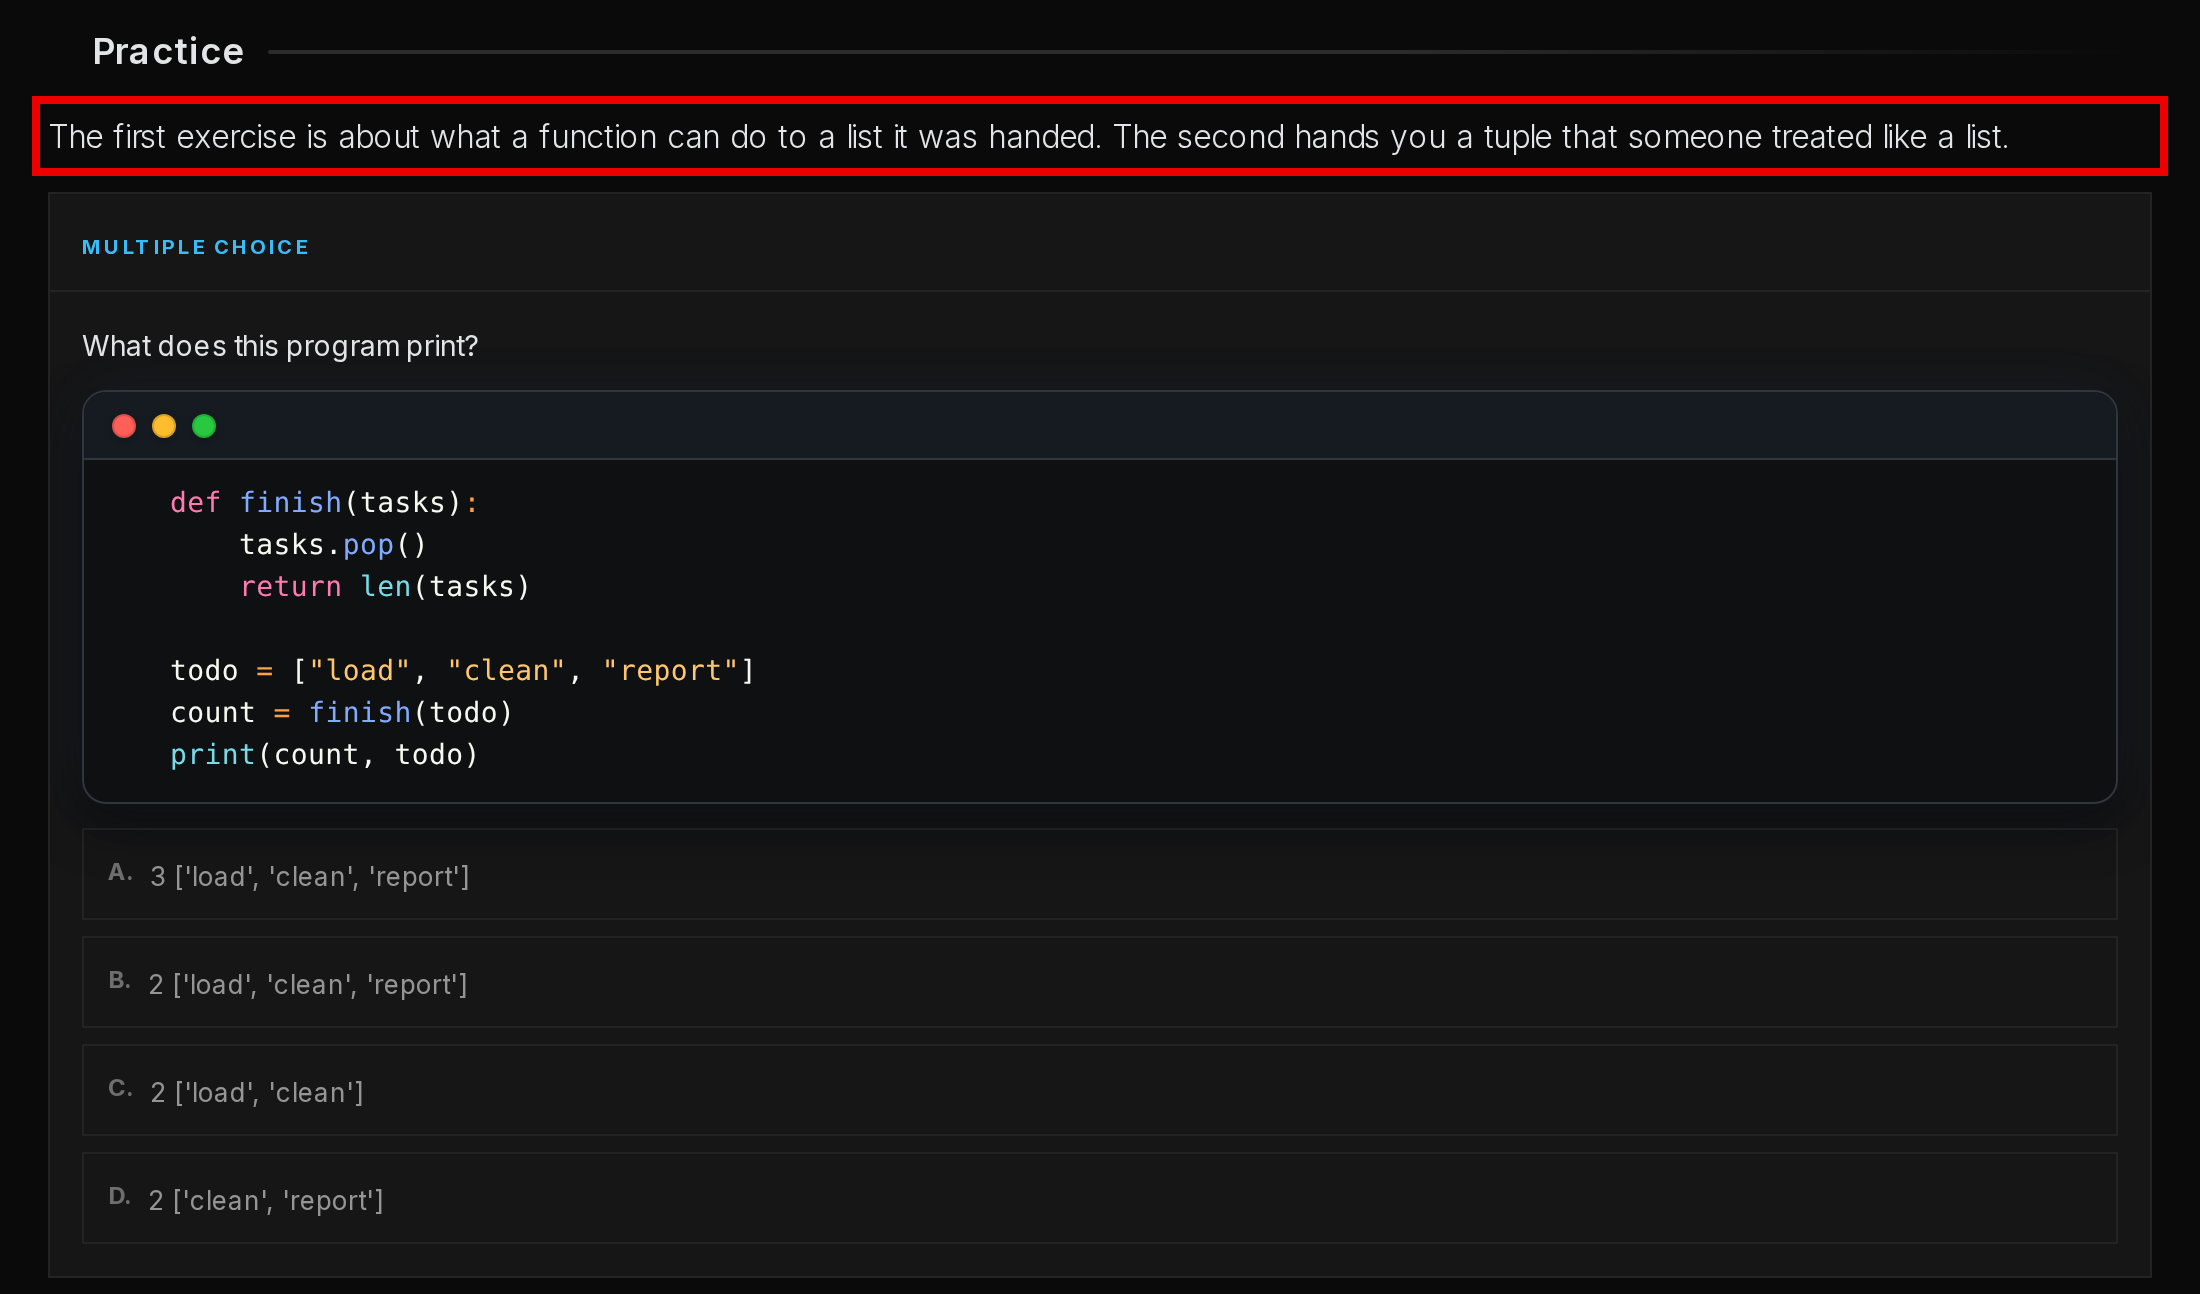 Practice
The first exercise is about what a function can do to a list it was handed. The second hands you a tuple that someone treated like a list.
MULTIPLE CHOICE
What does this program print?
def finish(tasks):
    tasks.pop()
    return len(tasks)
todo = ["load", "clean", "report"]
count = finish(todo)
print(count, todo)
A. 3 ['load', 'clean', 'report']
B. 2 ['load', 'clean', 'report']
C. 2 ['load', 'clean']
D. 2 ['clean', 'report']